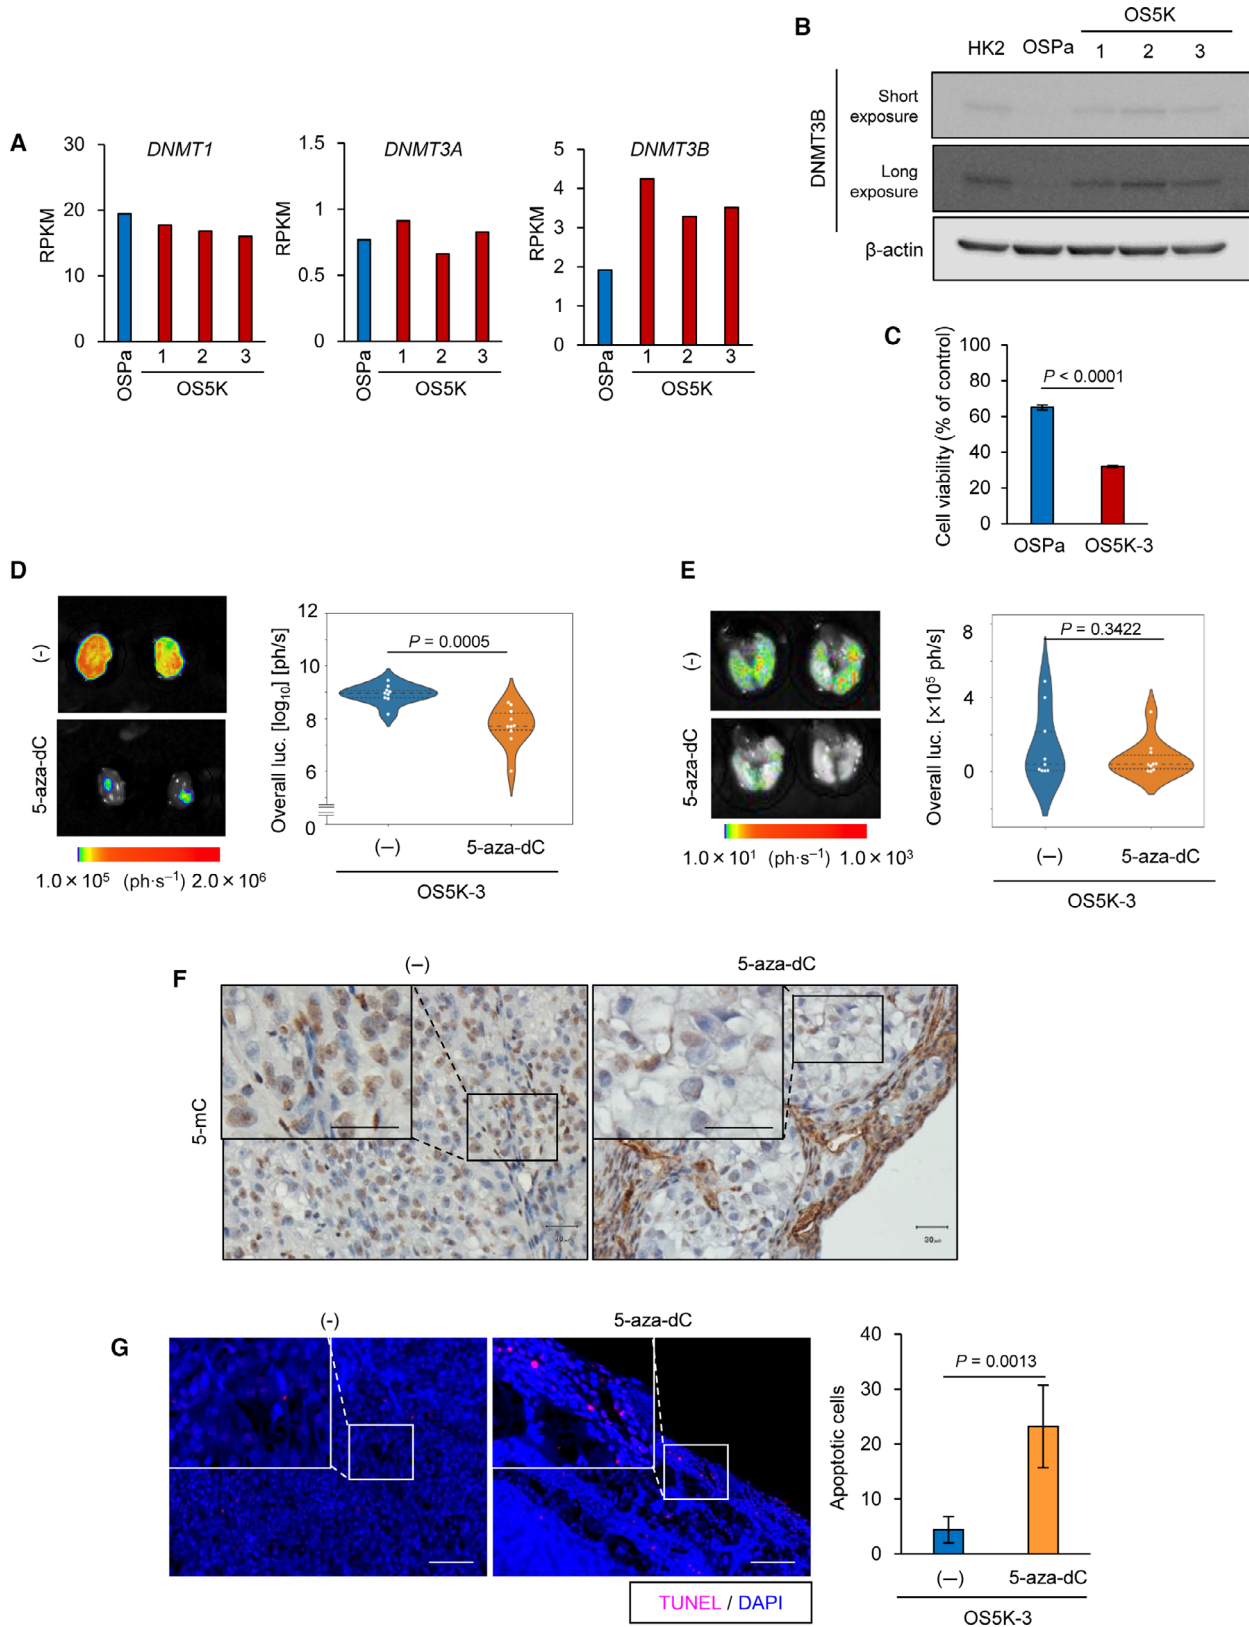 A
DNMT1
RPKM
30
20
10
0
OSPa
1 2 3
OS5K
DNMT3A
RPKM
1.5
1
0.5
0
OSPa
1 2 3
OS5K
DNMT3B
RPKM
5
4
3
2
1
0
OSPa
1 2 3
OS5K
B
OS5K
HK2 OSPa 1 2 3
DNMT3B
Short
exposure
Long
exposure
β-actin
C
Cell viability (% of control)
100
80
60
40
20
0
P < 0.0001
OSPa OS5K-3
D
(-)
5-aza-dC
1.0 × 10⁵ (ph·s⁻¹) 2.0 × 10⁶
Overall luc. [log₁₀] [ph/s]
12
10
8
6
0
P = 0.0005
(–) 5-aza-dC
OS5K-3
E
(-)
5-aza-dC
1.0 × 10¹ (ph·s⁻¹) 1.0 × 10³
Overall luc. [×10⁵ ph/s]
8
4
0
P = 0.3422
(–) 5-aza-dC
OS5K-3
F
(–) 5-aza-dC
5-mC
30 μm
G
(-) 5-aza-dC
TUNEL / DAPI
Apoptotic cells
40
30
20
10
0
P = 0.0013
(–) 5-aza-dC
OS5K-3